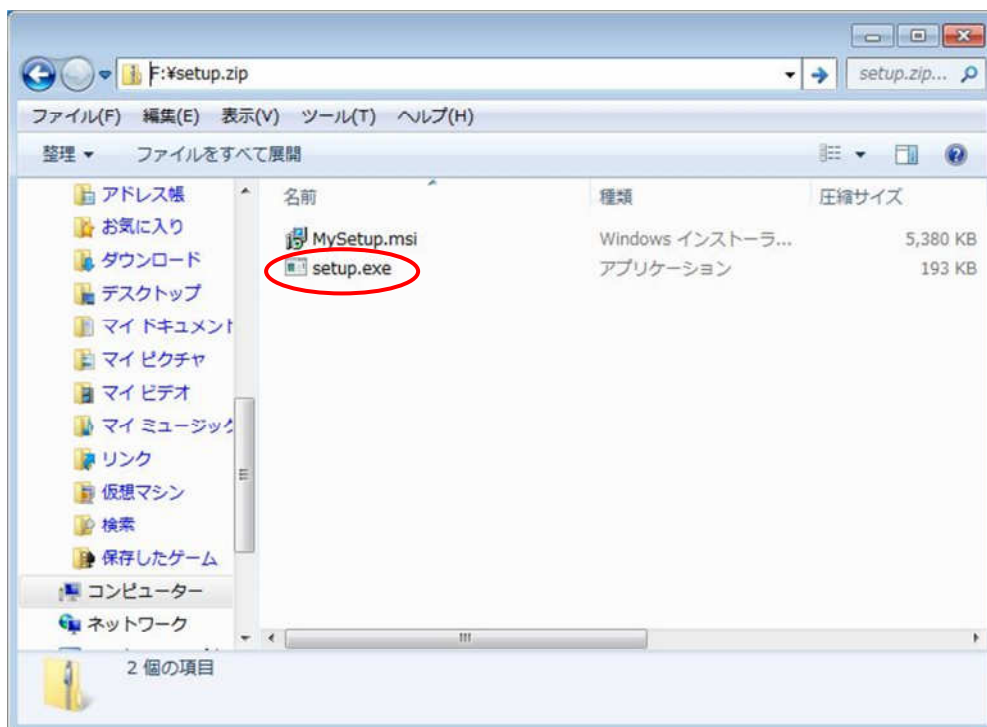 F:¥setup.zip
setup.zip...
ファイル(F) 編集(E) 表示(V) ツール(T) ヘルプ(H)
整理 ファイルをすべて展開
名前 種類 圧縮サイズ
アドレス帳
お気に入り
ダウンロード
デスクトップ
マイ ドキュメント
マイ ピクチャ
マイ ビデオ
マイ ミュージック
リンク
仮想マシン
検索
保存したゲーム
コンピューター
ネットワーク
MySetup.msi Windows インストーラ... 5,380 KB
setup.exe アプリケーション 193 KB
2 個の項目